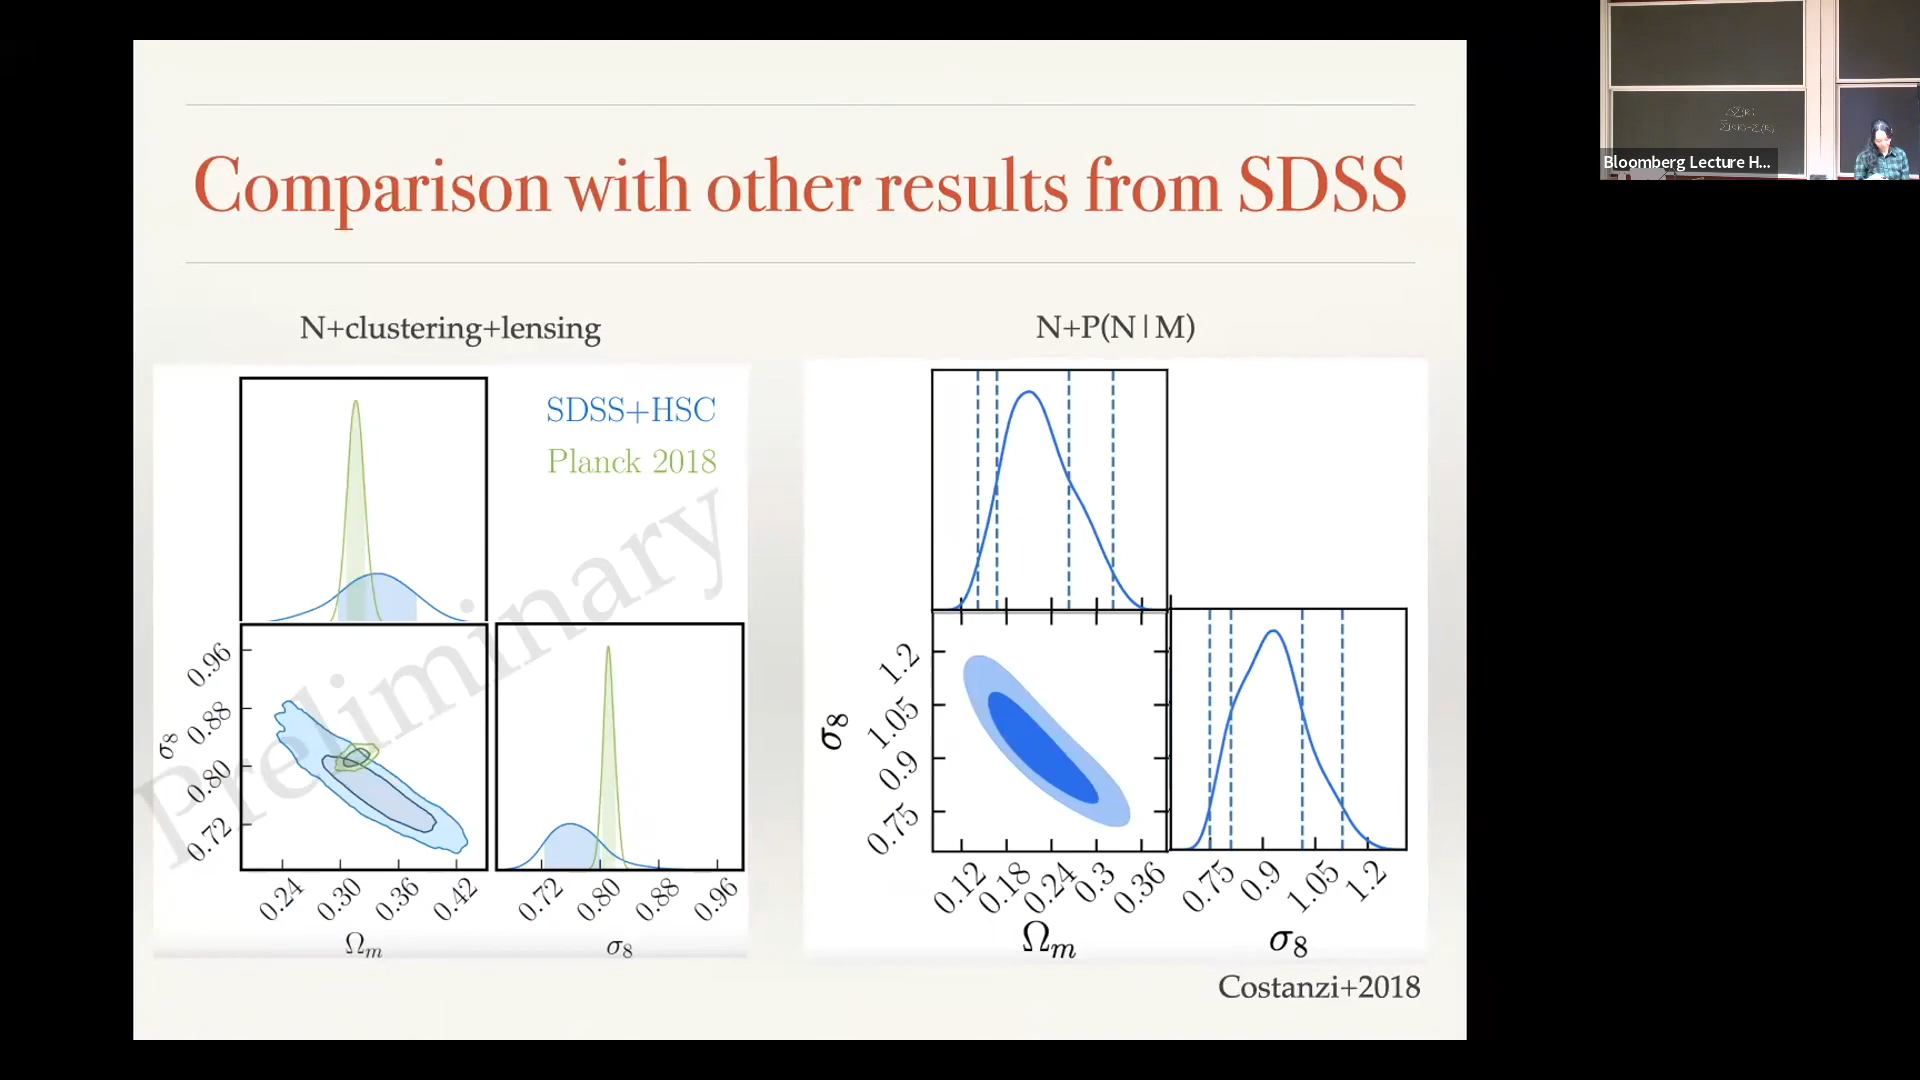 Comparison with other results from SDSS
N+clustering+lensing
N+P(N|M)
SDSS+HSC
Planck 2018
Preliminary
0.96
0.88
0.80
0.72
σ8
0.24
0.30
0.36
0.42
Ωm
0.72
0.80
0.88
0.96
σ8
1.2
1.05
0.9
0.75
σ8
0.12
0.18
0.24
0.3
0.36
Ωm
0.75
0.9
1.05
1.2
σ8
Costanzi+2018
Bloomberg Lecture H...